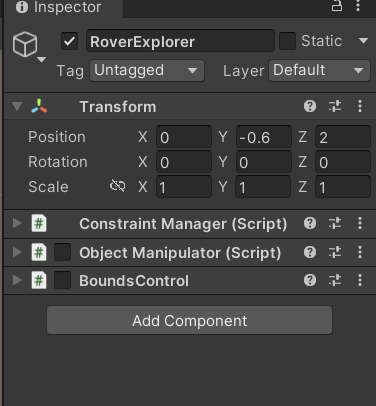 Inspector
RoverExplorer Static
Tag Untagged Layer Default
Transform
Position X 0 Y -0.6 Z 2
Rotation X 0 Y 0 Z 0
Scale X 1 Y 1 Z 1
# Constraint Manager (Script)
# Object Manipulator (Script)
# BoundsControl
Add Component